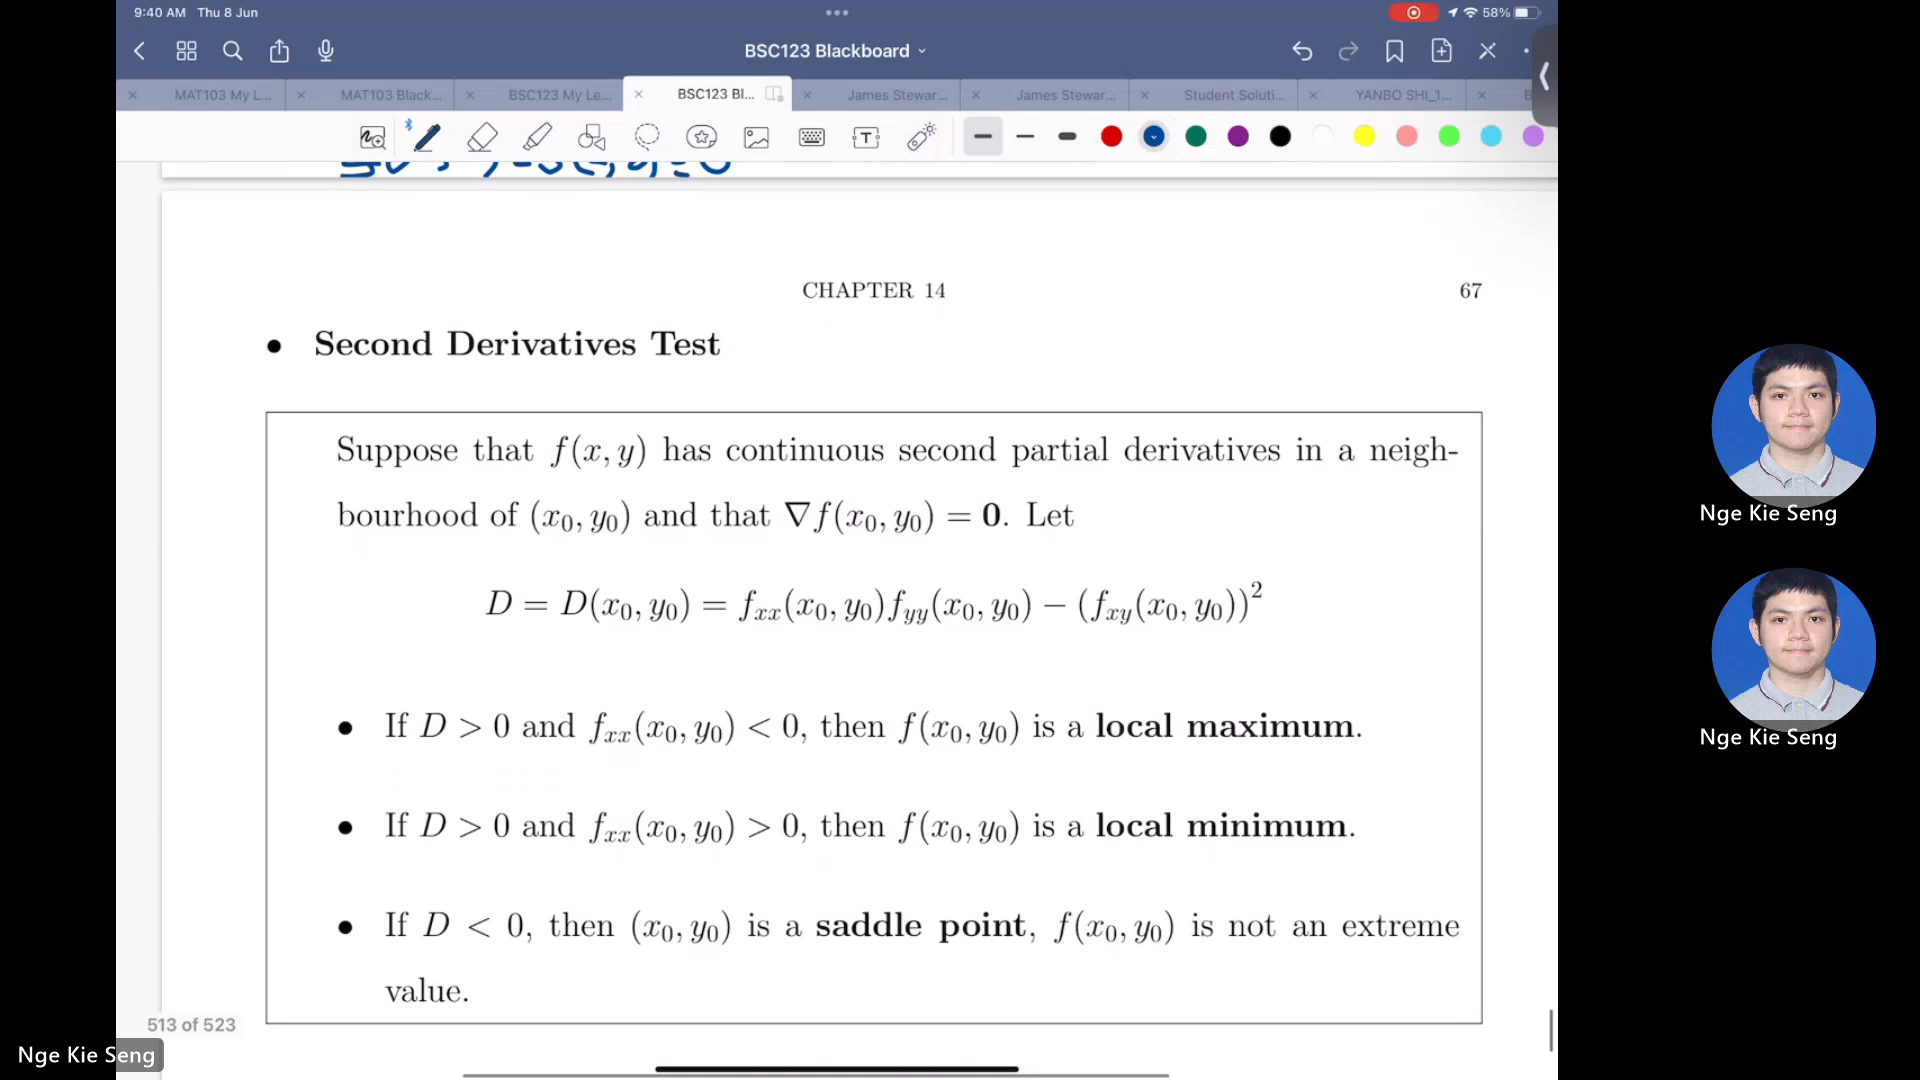 9:40 AM Thu 8 Jun
58%
BSC123 Blackboard
MAT103 My L...
MAT103 Black...
BSC123 My Le...
BSC123 Bl...
James Stewar...
James Stewar...
Student Soluti...
YANBO SHI_1...
CHAPTER 14
67
• Second Derivatives Test
Suppose that f(x, y) has continuous second partial derivatives in a neigh-
bourhood of (x₀, y₀) and that ∇f(x₀, y₀) = 0. Let
D = D(x₀, y₀) = fₓₓ(x₀, y₀)f_yy(x₀, y₀) − (f_xy(x₀, y₀))²
• If D > 0 and fₓₓ(x₀, y₀) < 0, then f(x₀, y₀) is a local maximum.
• If D > 0 and fₓₓ(x₀, y₀) > 0, then f(x₀, y₀) is a local minimum.
• If D < 0, then (x₀, y₀) is a saddle point, f(x₀, y₀) is not an extreme
value.
513 of 523
Nge Kie Seng
Nge Kie Seng
Nge Kie Seng